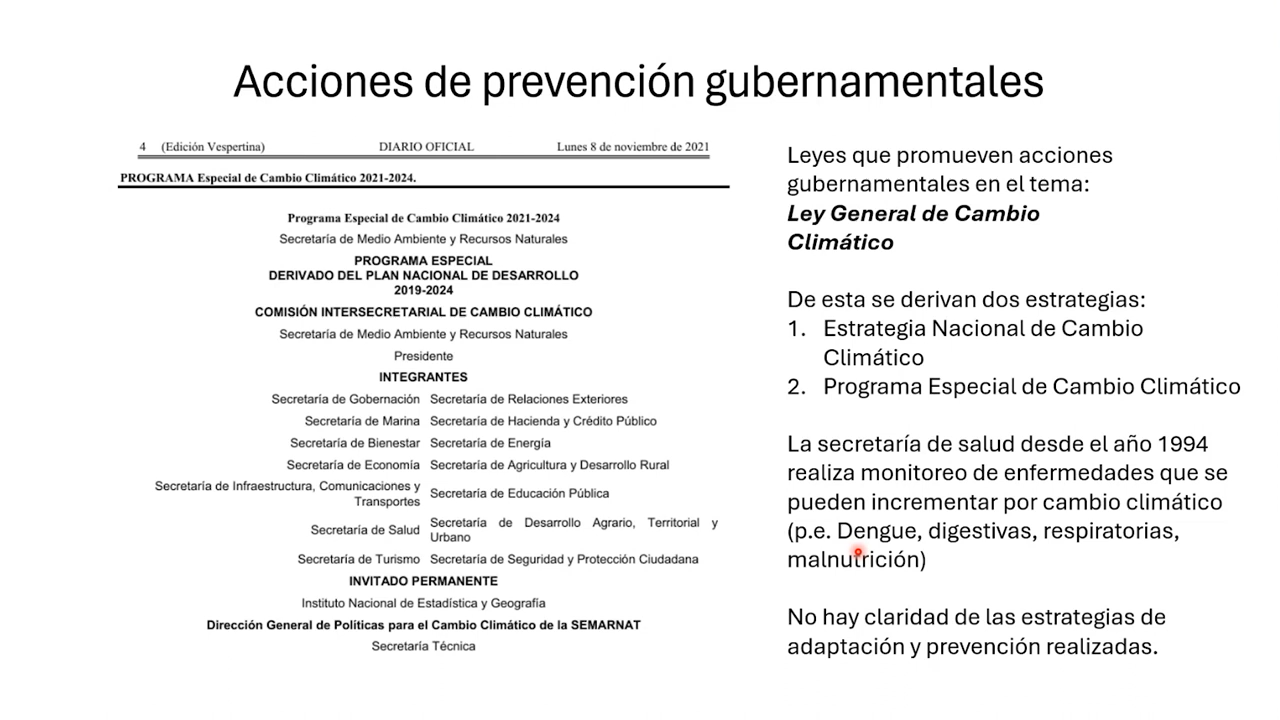 Acciones de prevención gubernamentales
4 (Edición Vespertina) DIARIO OFICIAL Lunes 8 de noviembre de 2021
PROGRAMA Especial de Cambio Climático 2021-2024.
Programa Especial de Cambio Climático 2021-2024
Secretaría de Medio Ambiente y Recursos Naturales
PROGRAMA ESPECIAL
DERIVADO DEL PLAN NACIONAL DE DESARROLLO
2019-2024
COMISIÓN INTERSECRETARIAL DE CAMBIO CLIMÁTICO
Secretaría de Medio Ambiente y Recursos Naturales
Presidente
INTEGRANTES
Secretaría de Gobernación Secretaría de Relaciones Exteriores
Secretaría de Marina Secretaría de Hacienda y Crédito Público
Secretaría de Bienestar Secretaría de Energía
Secretaría de Economía Secretaría de Agricultura y Desarrollo Rural
Secretaría de Infraestructura, Comunicaciones y
Transportes
Secretaría de Educación Pública
Secretaría de Salud
Secretaría de Desarrollo Agrario, Territorial y
Urbano
Secretaría de Turismo Secretaría de Seguridad y Protección Ciudadana
INVITADO PERMANENTE
Instituto Nacional de Estadística y Geografía
Dirección General de Políticas para el Cambio Climático de la SEMARNAT
Secretaría Técnica
Leyes que promueven acciones
gubernamentales en el tema:
Ley General de Cambio
Climático
De esta se derivan dos estrategias:
1. Estrategia Nacional de Cambio
Climático
2. Programa Especial de Cambio Climático
La secretaría de salud desde el año 1994
realiza monitoreo de enfermedades que se
pueden incrementar por cambio climático
(p.e. Dengue, digestivas, respiratorias,
malnutrición)
No hay claridad de las estrategias de
adaptación y prevención realizadas.